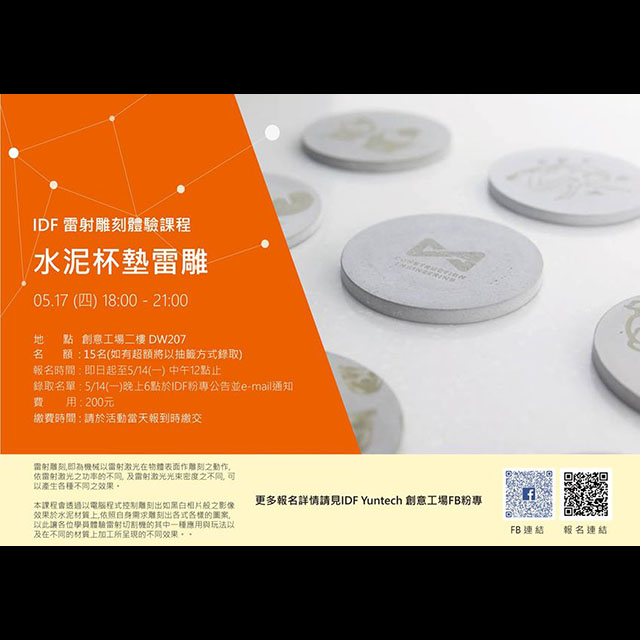 IDF 雷射雕刻體驗課程
水泥杯墊雷雕
05.17 (四) 18:00 - 21:00
地 點 創意工場二樓 DW207
名 額 : 15名(如有超額將以抽籤方式錄取)
報名時間 : 即日起至5/14(一) 中午12點止
錄取名單 : 5/14(一)晚上6點於IDF粉專公告並e-mail通知
費 用 : 200元
繳費時間 : 請於活動當天報到時繳交
CONSTRUCTION
ENGINEERING
雷射雕刻,即為機械以雷射激光在物體表面作雕刻之動作,
依雷射激光之功率的不同, 及雷射激光光束密度之不同, 可
以產生各種不同之效果。
本課程會透過以電腦程式控制雕刻出如黑白相片般之影像
效果於水泥材質上,依照自身需求雕刻出各式各樣的圖案,
以此讓各位學員體驗雷射切割機的其中一種應用與玩法以
及在不同的材質上加工所呈現的不同效果。。
更多報名詳情請見IDF Yuntech 創意工場FB粉專
FB 連結
報名連結